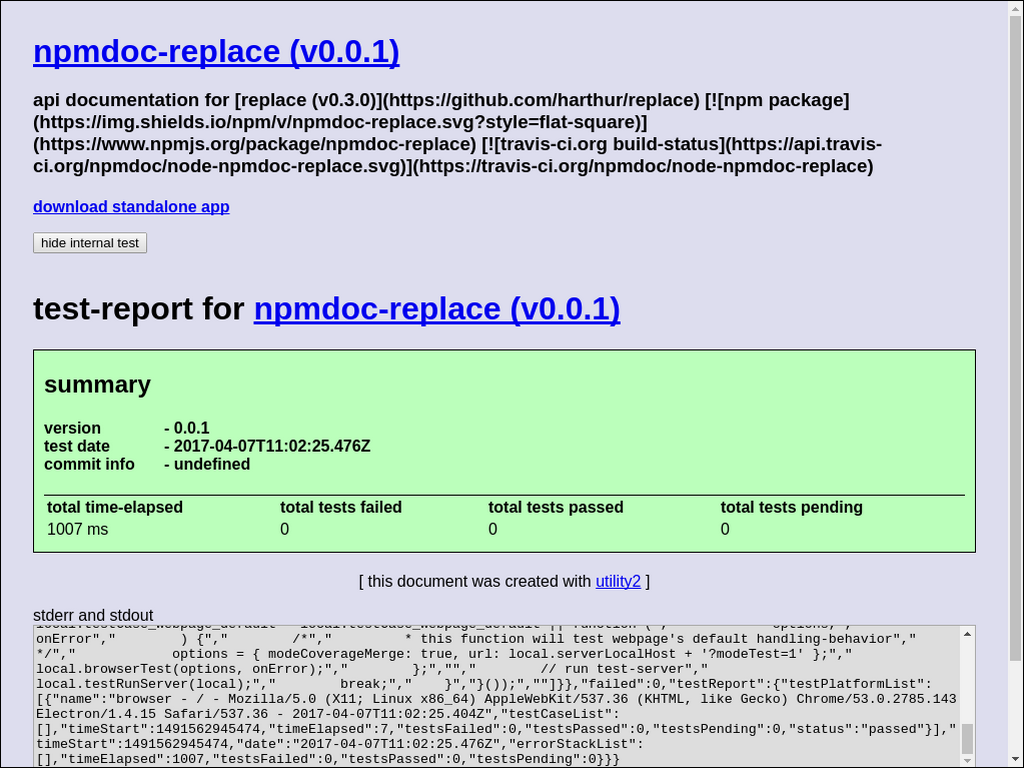 npmdoc-replace (v0.0.1)
api documentation for [replace (v0.3.0)](https://github.com/harthur/replace) [![npm package]
(https://img.shields.io/npm/v/npmdoc-replace.svg?style=flat-square)]
(https://www.npmjs.org/package/npmdoc-replace) [![travis-ci.org build-status](https://api.travis-
ci.org/npmdoc/node-npmdoc-replace.svg)](https://travis-ci.org/npmdoc/node-npmdoc-replace)
download standalone app
hide internal test
test-report for npmdoc-replace (v0.0.1)
summary
version - 0.0.1
test date - 2017-04-07T11:02:25.476Z
commit info - undefined
total time-elapsed total tests failed total tests passed total tests pending
1007 ms 0 0 0
[ this document was created with utility2 ]
stderr and stdout
onError","        ) {","        /*","         * this function will test webpage's default handling-behavior","
*/","            options = { modeCoverageMerge: true, url: local.serverLocalHost + '?modeTest=1' };","
local.browserTest(options, onError);","        };","","        // run test-server","
local.testRunServer(local);","        break;","    }","}());",""]}},"failed":0,"testReport":{"testPlatformList":
[{"name":"browser - / - Mozilla/5.0 (X11; Linux x86_64) AppleWebKit/537.36 (KHTML, like Gecko) Chrome/53.0.2785.143
Electron/1.4.15 Safari/537.36 - 2017-04-07T11:02:25.404Z","testCaseList":
[],"timeStart":1491562945474,"timeElapsed":7,"testsFailed":0,"testsPassed":0,"testsPending":0,"status":"passed"}],"
timeStart":1491562945474,"date":"2017-04-07T11:02:25.476Z","errorStackList":
[],"timeElapsed":1007,"testsFailed":0,"testsPassed":0,"testsPending":0}}}